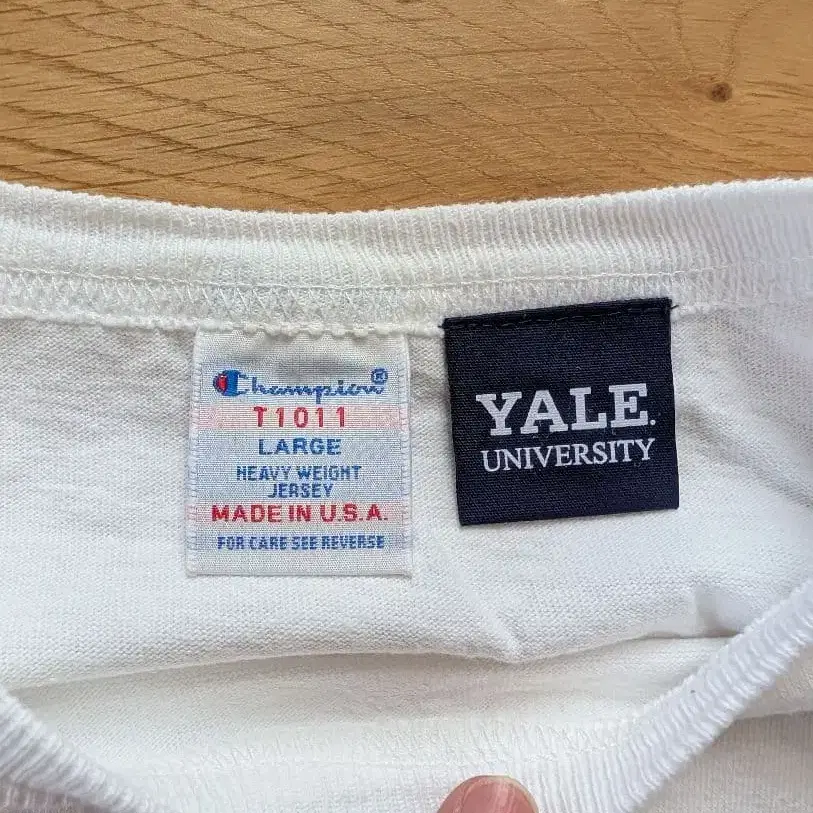 Champion®
T1011
LARGE
HEAVY WEIGHT
JERSEY
MADE IN U.S.A.
FOR CARE SEE REVERSE
YALE.
UNIVERSITY